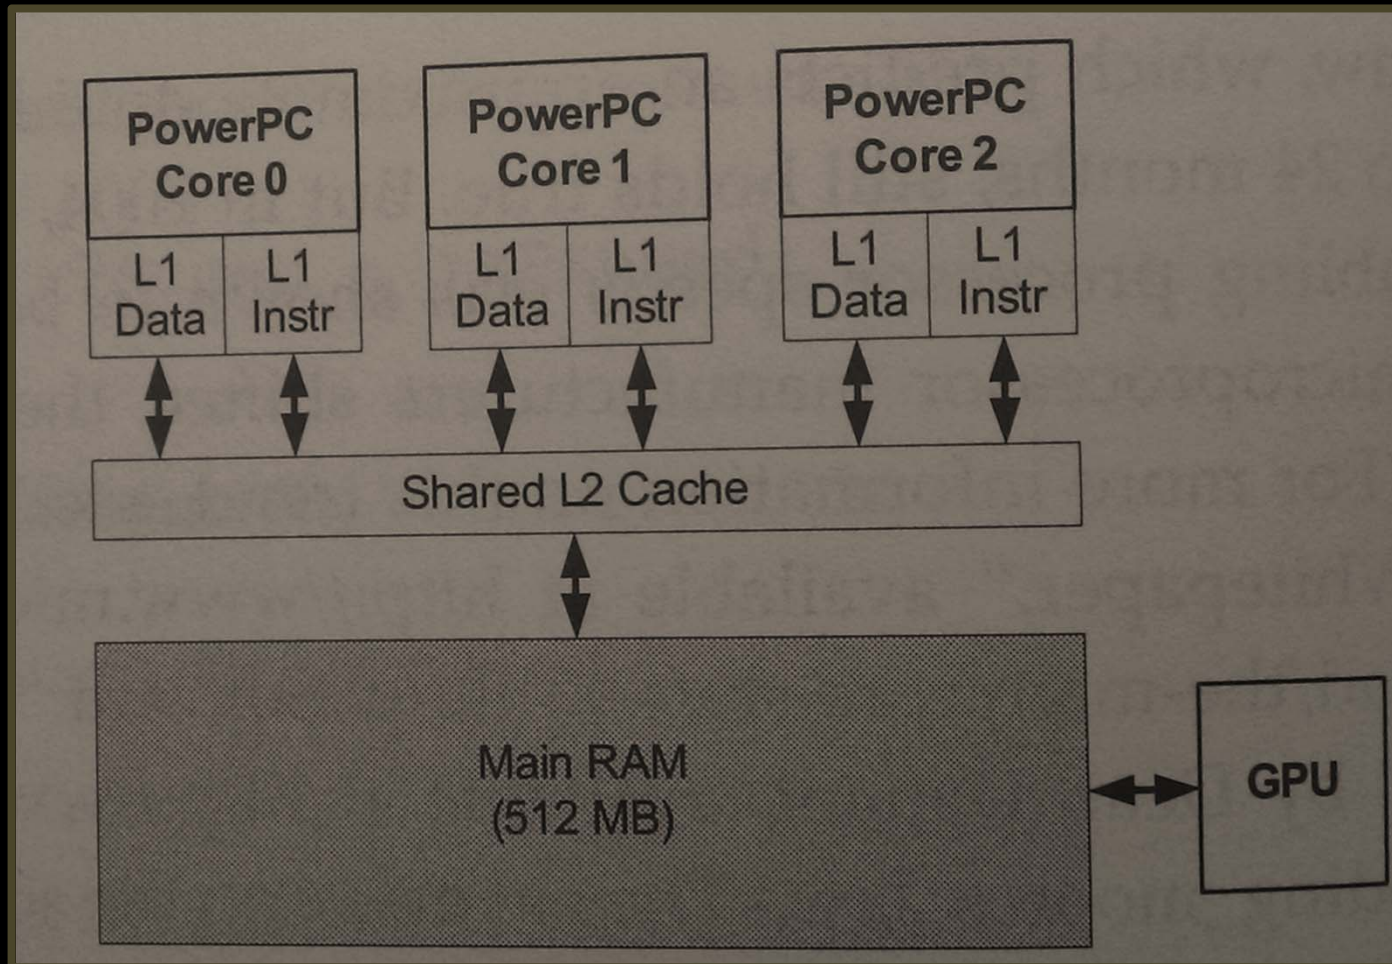 PowerPC
Core 0
PowerPC
Core 1
PowerPC
Core 2
L1
Data
L1
Instr
L1
Data
L1
Instr
L1
Data
L1
Instr
Shared L2 Cache
Main RAM
(512 MB)
GPU